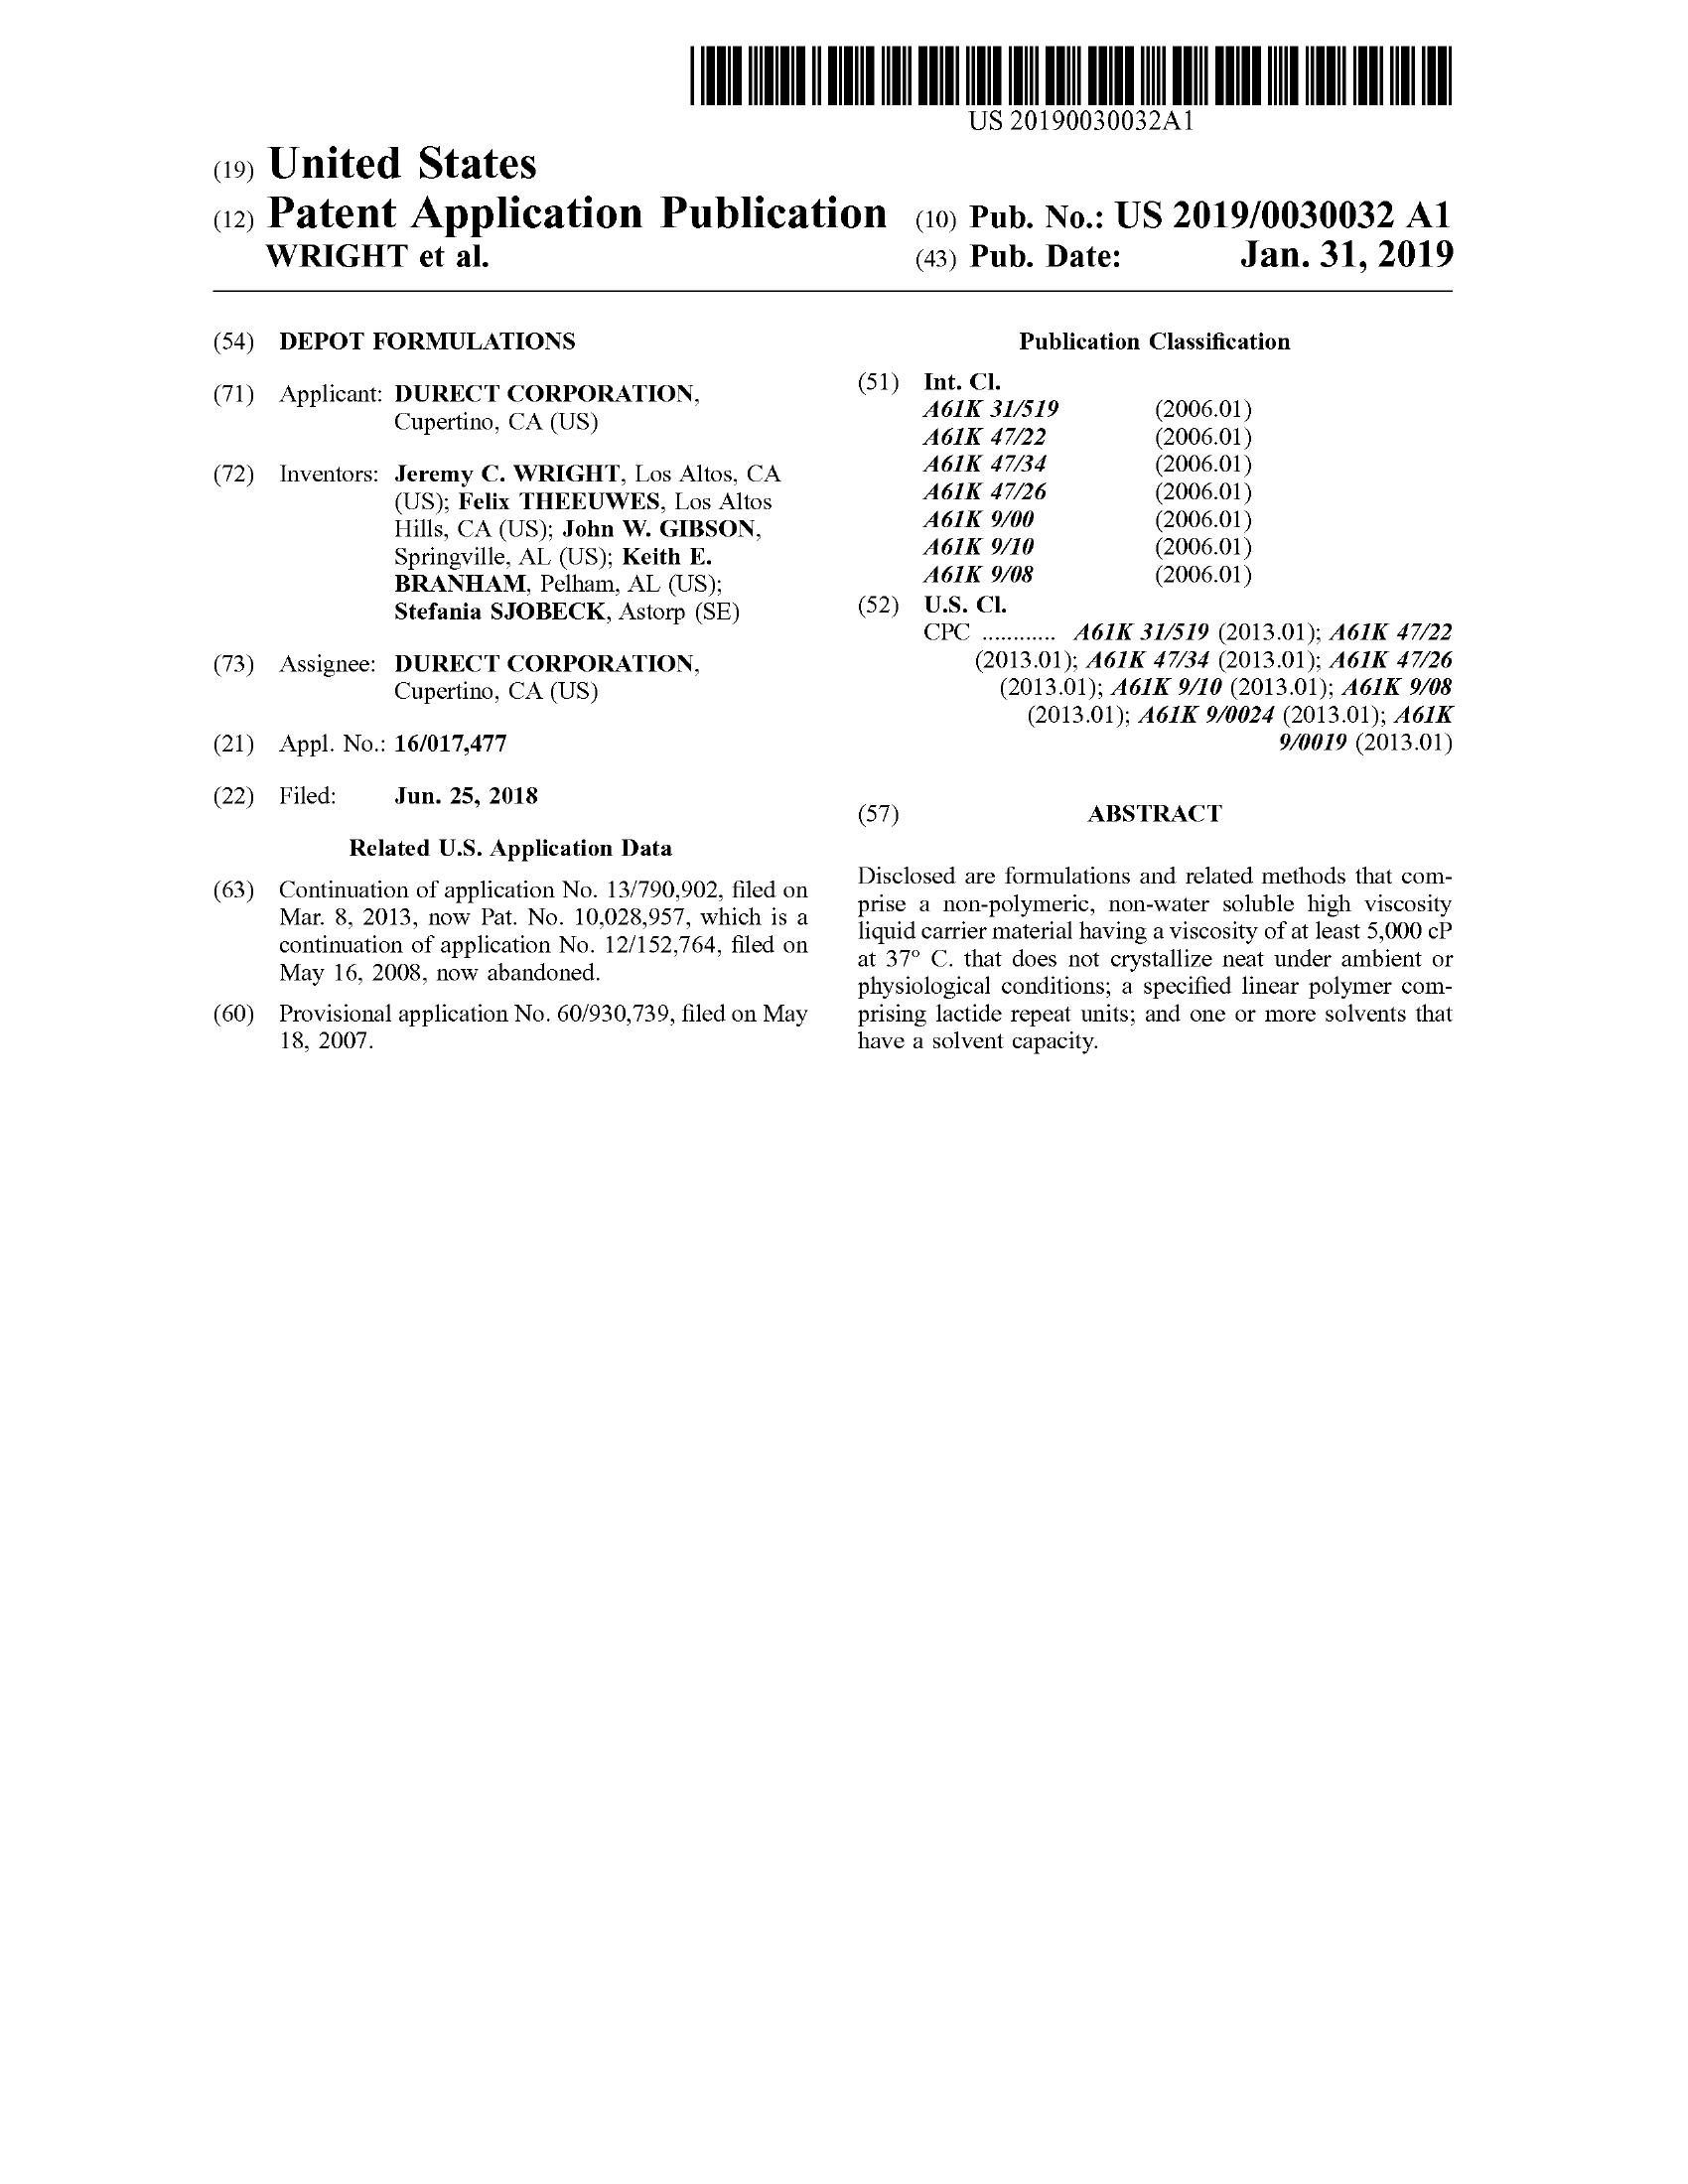 US 20190030032A1
(19) United States
(12) Patent Application Publication (10) Pub. No.: US 2019/0030032 A1
WRIGHT et al. (43) Pub. Date: Jan. 31, 2019
(54) DEPOT FORMULATIONS
(71) Applicant: DURECT CORPORATION,
Cupertino, CA (US)
(72) Inventors: Jeremy C. WRIGHT, Los Altos, CA
(US); Felix THEEUWES, Los Altos
Hills, CA (US); John W. GIBSON,
Springville, AL (US); Keith E.
BRANHAM, Pelham, AL (US);
Stefania SJOBECK, Astorp (SE)
(73) Assignee: DURECT CORPORATION,
Cupertino, CA (US)
(21) Appl. No.: 16/017,477
(22) Filed: Jun. 25, 2018
Related U.S. Application Data
(63) Continuation of application No. 13/790,902, filed on
Mar. 8, 2013, now Pat. No. 10,028,957, which is a
continuation of application No. 12/152,764, filed on
May 16, 2008, now abandoned.
(60) Provisional application No. 60/930,739, filed on May
18, 2007.
Publication Classification
(51) Int. Cl.
A61K 31/519 (2006.01)
A61K 47/22 (2006.01)
A61K 47/34 (2006.01)
A61K 47/26 (2006.01)
A61K 9/00 (2006.01)
A61K 9/10 (2006.01)
A61K 9/08 (2006.01)
(52) U.S. Cl.
CPC ............ A61K 31/519 (2013.01); A61K 47/22
(2013.01); A61K 47/34 (2013.01); A61K 47/26
(2013.01); A61K 9/10 (2013.01); A61K 9/08
(2013.01); A61K 9/0024 (2013.01); A61K
9/0019 (2013.01)
(57) ABSTRACT
Disclosed are formulations and related methods that com-
prise a non-polymeric, non-water soluble high viscosity
liquid carrier material having a viscosity of at least 5,000 cP
at 37° C. that does not crystallize neat under ambient or
physiological conditions; a specified linear polymer com-
prising lactide repeat units; and one or more solvents that
have a solvent capacity.